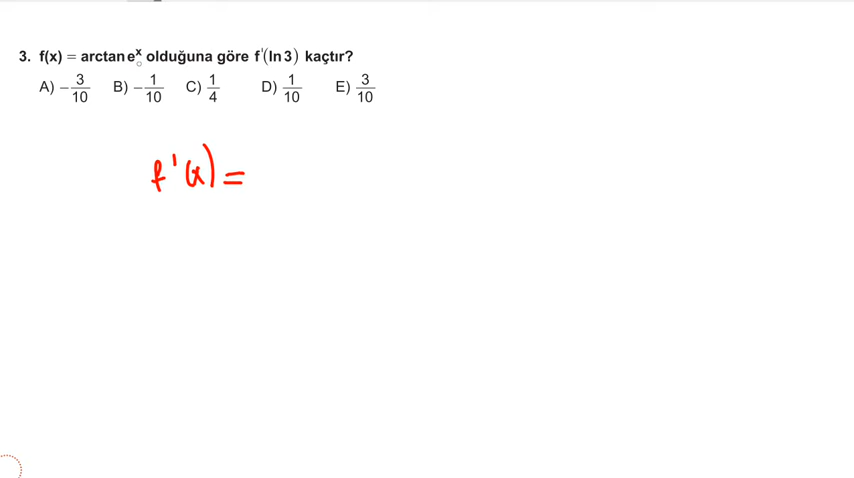 3. f(x) = arctan eˣ olduğuna göre f'(ln 3) kaçtır?
A) −3/10 B) −1/10 C) 1/4 D) 1/10 E) 3/10
f'(x) =